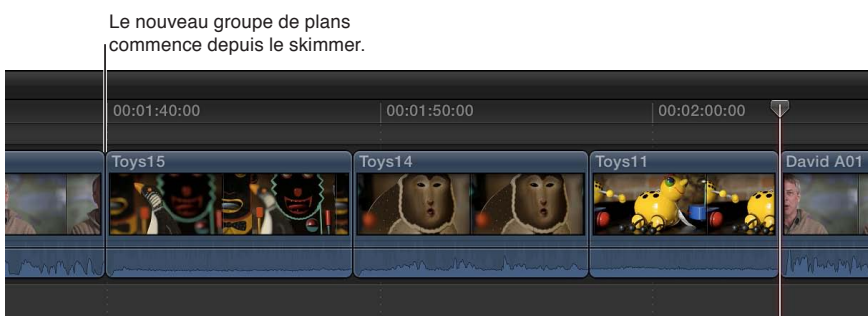 Le nouveau groupe de plans
commence depuis le skimmer.
00:01:40:00 00:01:50:00 00:02:00:00
Toys15 Toys14 Toys11 David A01